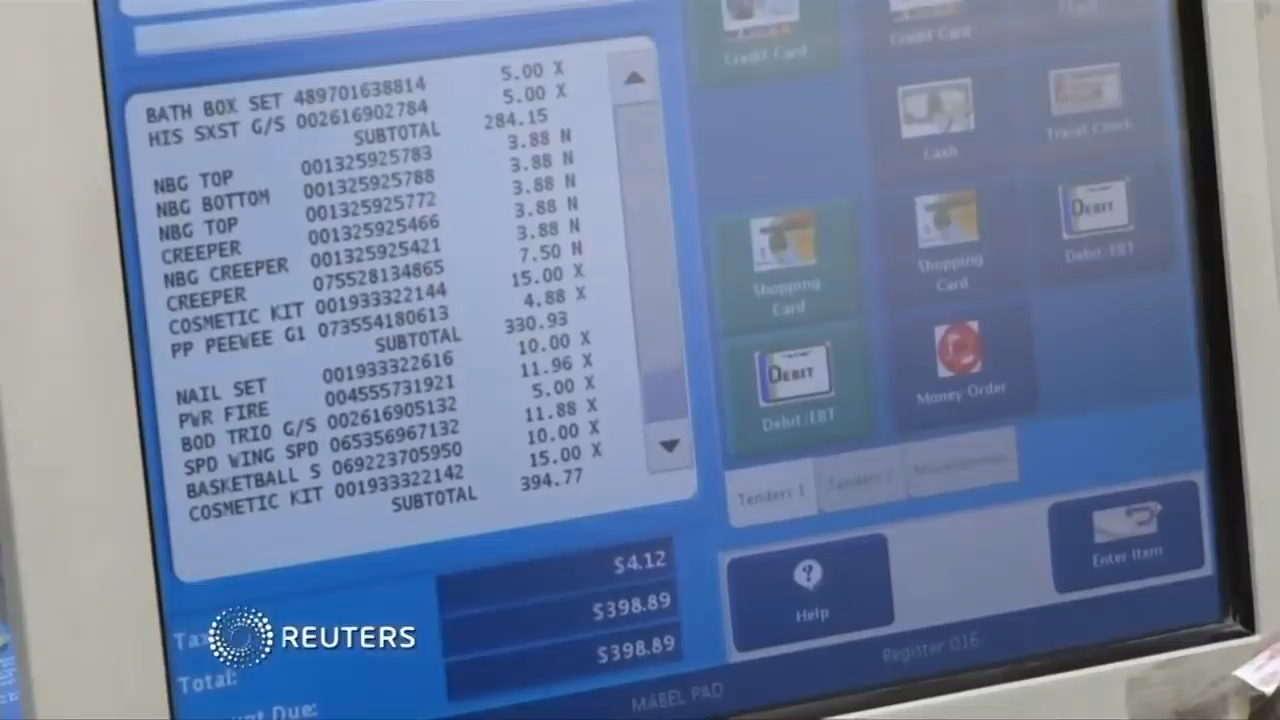 BATH BOX SET 489701638814 5.00 X
HIS SXST G/S 002616902784 5.00 X
SUBTOTAL 284.15
NBG TOP 001325925783 3.88 N
NBG BOTTOM 001325925788 3.88 N
NBG TOP 001325925772 3.88 N
CREEPER 001325925466 3.88 N
NBG CREEPER 001325925421 3.88 N
CREEPER 075528134865 7.50 N
COSMETIC KIT 001933322144 15.00 X
PP PEEWEE G1 073554180613 4.88 X
SUBTOTAL 330.93
NAIL SET 001933322616 10.00 X
PWR FIRE 004555731921 11.96 X
BOD TRIO G/S 002616905132 5.00 X
SPD WING SPD 065356967132 11.88 X
BASKETBALL S 069223705950 10.00 X
COSMETIC KIT 001933322142 15.00 X
SUBTOTAL 394.77
$4.12
Total: $398.89
Due: $398.89
REUTERS
Credit Card
Credit Card
Cash
Travel Check
Shopping Card
Shopping Card
Debit/EBT
DEBIT
DEBIT
Debit/EBT
Money Order
Tenders 1
Tenders 2
Help
Enter Item
Register 016
MABEL PAD